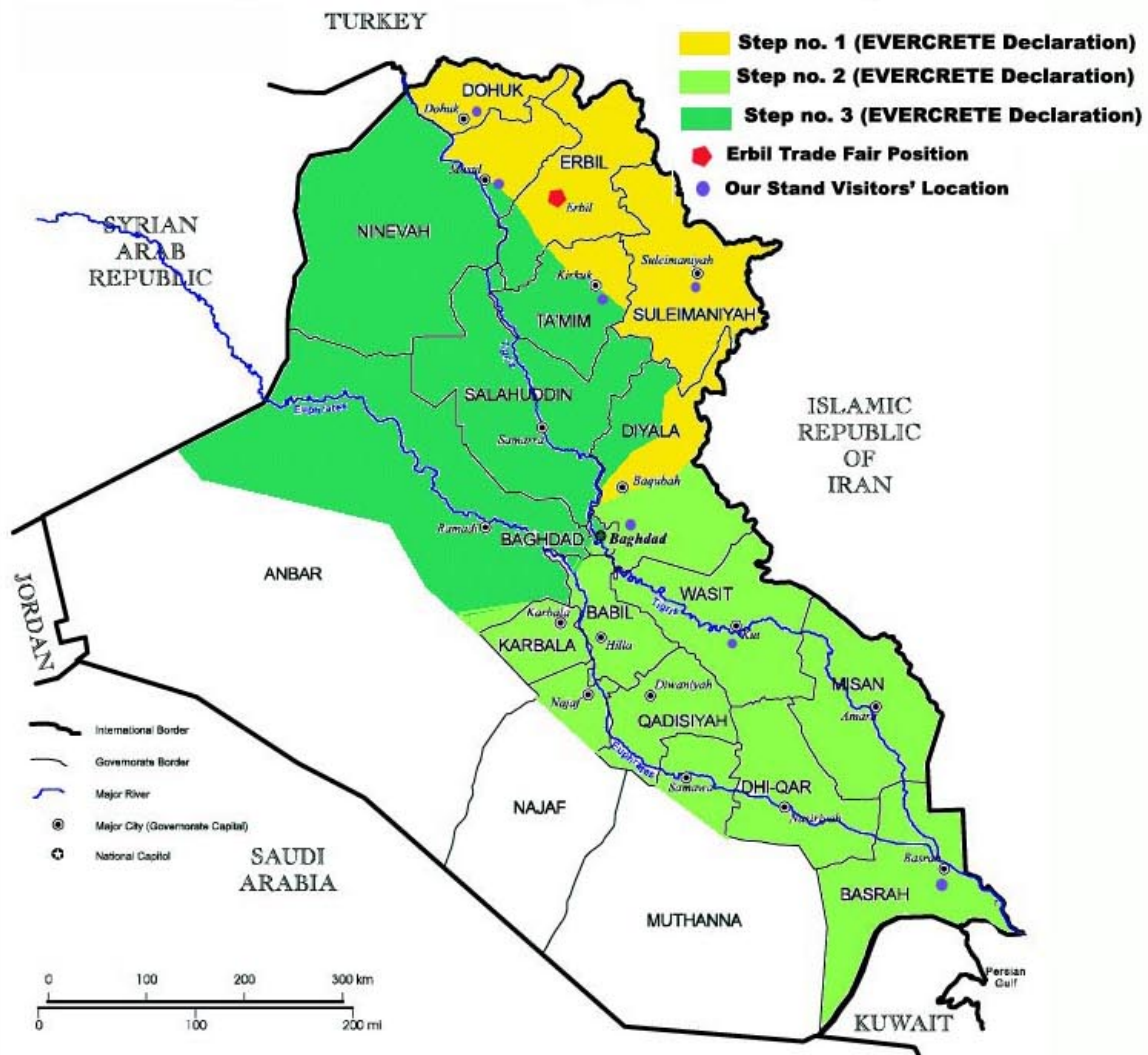 TURKEY
Step no. 1 (EVERCRETE Declaration)
Step no. 2 (EVERCRETE Declaration)
Step no. 3 (EVERCRETE Declaration)
Erbil Trade Fair Position
Our Stand Visitors' Location
DOHUK
Dohuk
ERBIL
Mosul
Erbil
SYRIAN
ARAB
REPUBLIC
NINEVAH
Suleimaniyah
Kirkuk
TA'MIM
SULEIMANIYAH
Tigris
SALAHUDDIN
Euphrates
Samarra
DIYALA
ISLAMIC
REPUBLIC
OF
IRAN
Baqubah
Ramadi
BAGHDAD
Baghdad
ANBAR
JORDAN
WASIT
Tigris
Karbala
BABIL
KARBALA
Hilla
Kut
Najaf
Diwaniyah
MISAN
Amara
QADISIYAH
Euphrates
Samawa
DHI-QAR
Nasiriyah
NAJAF
Basrah
BASRAH
MUTHANNA
International Border
Governorate Border
Major River
Major City (Governorate Capital)
National Capitol
SAUDI
ARABIA
Persian
Gulf
KUWAIT
0 100 200 300 km
0 100 200 mi